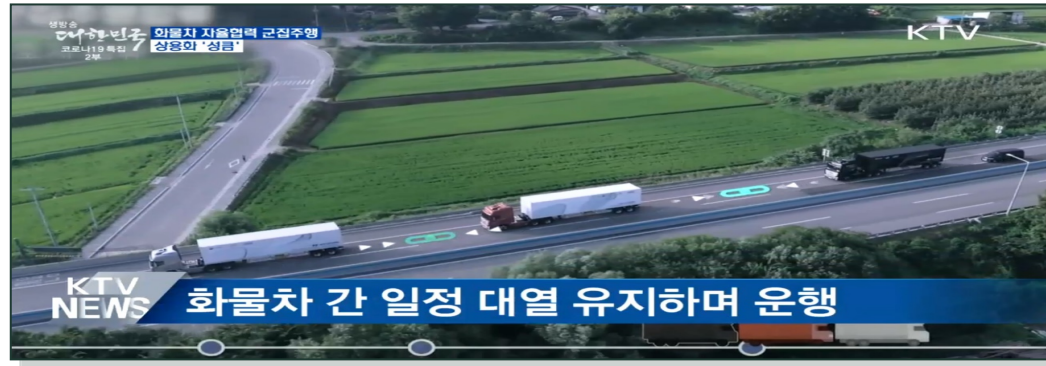 생방송
대한민국
코로나19 특집
2부
화물차 자율협력 군집주행
상용화 '성큼'
KTV
KTV
NEWS
화물차 간 일정 대열 유지하며 운행